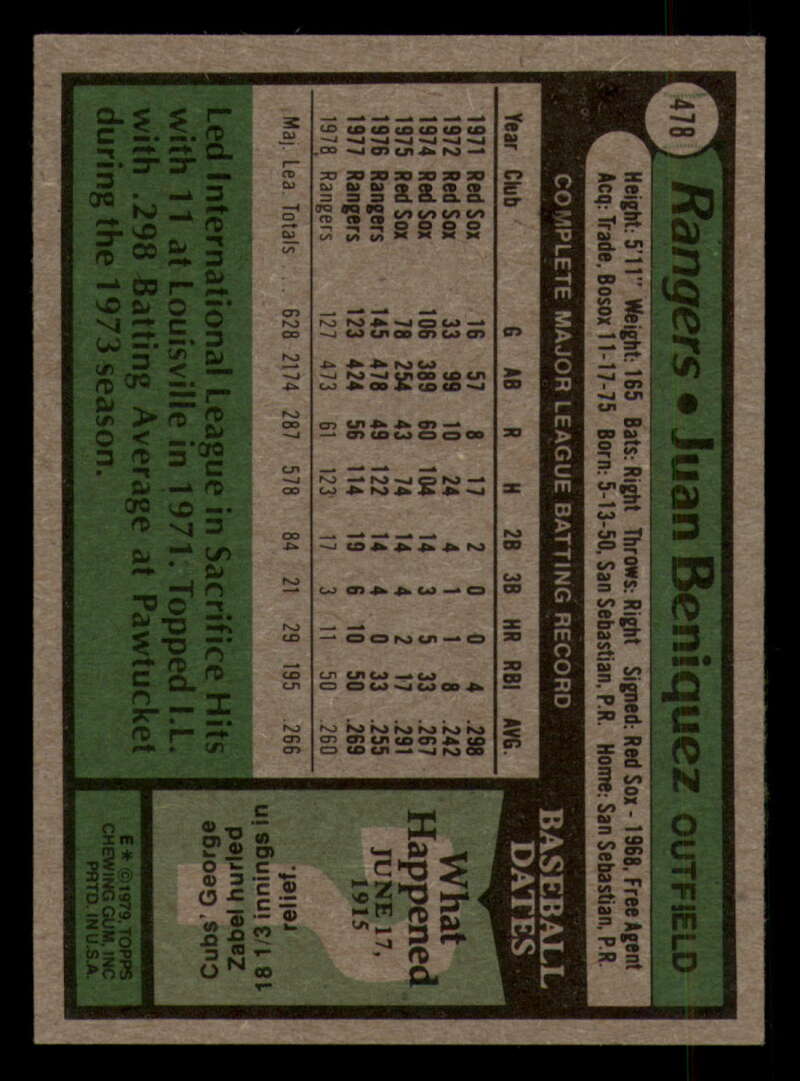 478
Rangers • Juan Beniquez OUTFIELD
Height: 5'11" Weight: 165 Bats: Right Throws: Right Signed: Red Sox - 1968, Free Agent
Acq: Trade, Bosox 11-17-75 Born: 5-13-50, San Sebastian, P.R. Home: San Sebastian, P.R.
COMPLETE MAJOR LEAGUE BATTING RECORD
Year Club G AB R H 2B 3B HR RBI AVG.
1971 Red Sox 16 57 8 17 2 0 0 4 .298
1972 Red Sox 33 99 10 24 4 1 1 8 .242
1974 Red Sox 106 389 60 104 14 3 5 33 .267
1975 Red Sox 78 254 43 74 14 4 2 17 .291
1976 Rangers 145 478 49 122 14 4 0 33 .255
1977 Rangers 123 424 56 114 19 6 10 50 .269
1978 Rangers 127 473 61 123 17 3 11 50 .260
Maj. Lea Totals . . . 628 2174 287 578 84 21 29 195 .266
Led International League in Sacrifice Hits
with 11 at Louisville in 1971. Topped I.L.
with .298 Batting Average at Pawtucket
during the 1973 season.
BASEBALL
DATES
What
Happened
JUNE 17,
1915
Cubs' George
Zabel hurled
18 1/3 innings in
relief.
E * © 1979, TOPPS
CHEWING GUM, INC
PRTD. IN U.S.A.